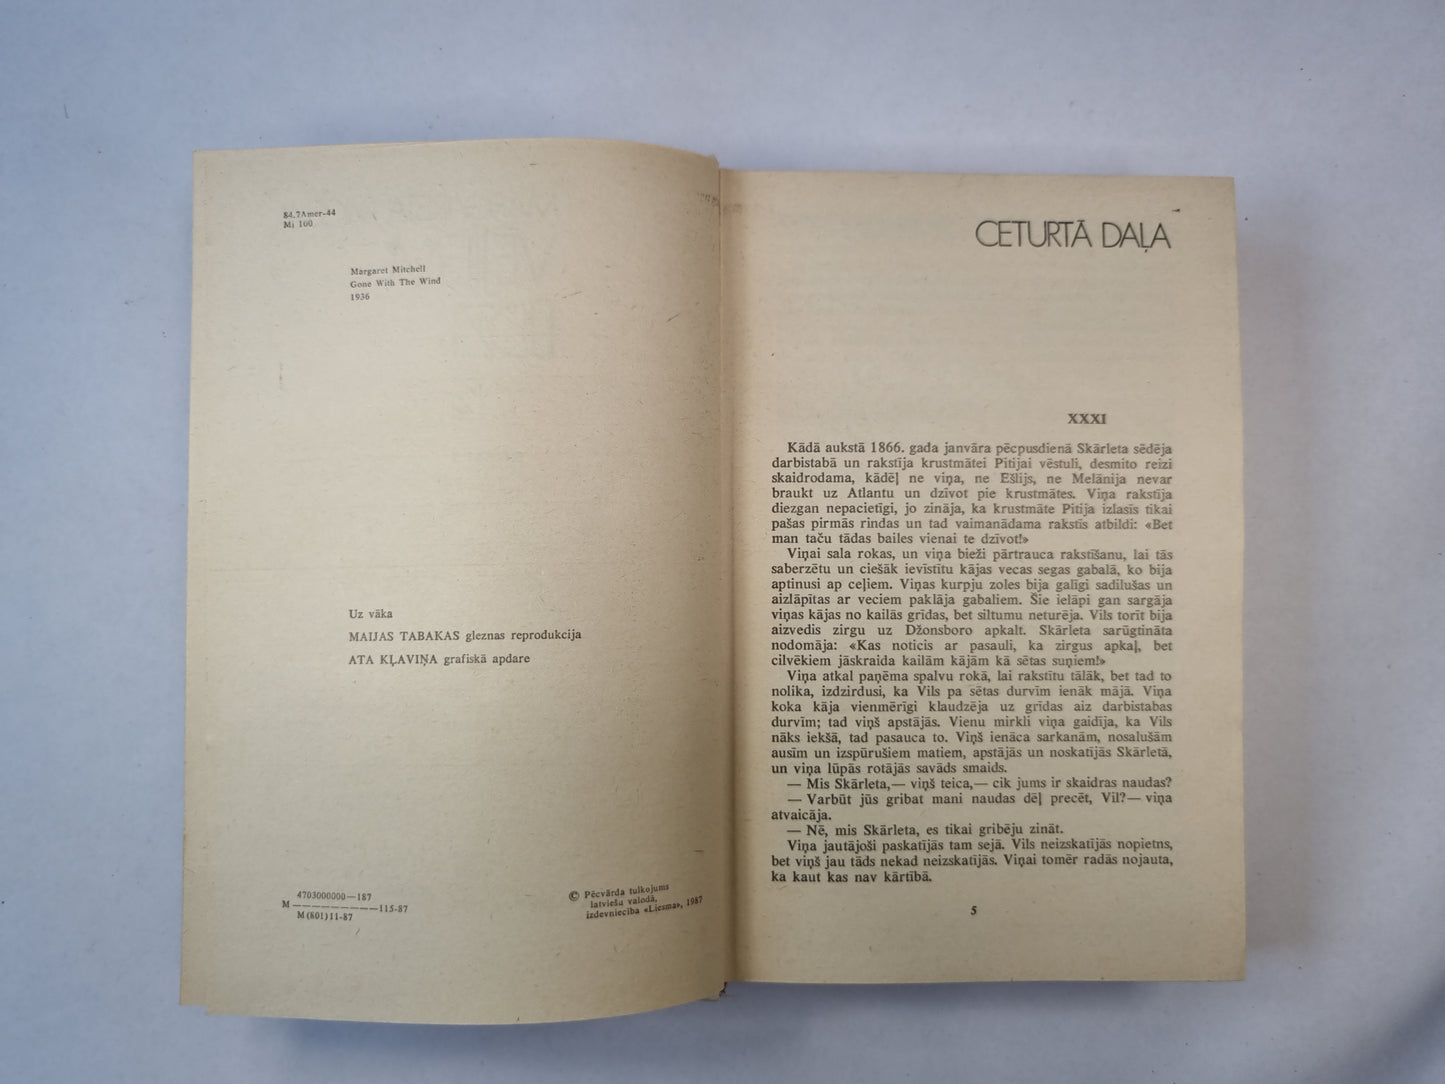 84.7Amer-44
Mi 160
Margaret Mitchell
Gone With The Wind
1936
Uz vāka
MAIJAS TABAKAS gleznas reprodukcija
ATA KĻAVIŅA grafiskā apdare
4703000000—187
M——————————115-87
M(801)11-87
© Pēcvārda tulkojums
latviešu valodā,
izdevniecība «Liesma», 1987
CETURTĀ DAĻA
XXXI
Kādā aukstā 1866. gada janvāra pēcpusdienā Skārleta sēdēja
darbistabā un rakstīja krustmātei Pitijai vēstuli, desmito reizi
skaidrodama, kādēļ ne viņa, ne Ešlijs, ne Melānija nevar
braukt uz Atlantu un dzīvot pie krustmātes. Viņa rakstīja
diezgan nepacietīgi, jo zināja, ka krustmāte Pitija izlasīs tikai
pašas pirmās rindas un tad vaimanādama rakstīs atbildi: «Bet
man taču tādas bailes vienai te dzīvot!»
Viņai sala rokas, un viņa bieži pārtrauca rakstīšanu, lai tās
saberzētu un ciešāk ievīstītu kājas vecas segas gabalā, ko bija
aptinusi ap ceļiem. Viņas kurpju zoles bija galīgi sadilušas un
aizlāpītas ar veciem paklāja gabaliem. Šie ielāpi gan sargāja
viņas kājas no kailās grīdas, bet siltumu neturēja. Vils torīt bija
aizvedis zirgu uz Džonsboro apkalt. Skārleta sarūgtināta
nodomāja: «Kas noticis ar pasauli, ka zirgus apkaļ, bet
cilvēkiem jāskraida kailām kājām kā sētas suņiem!»
Viņa atkal paņēma spalvu rokā, lai rakstītu tālāk, bet tad to
nolika, izdzirdusi, ka Vils pa sētas durvīm ienāk mājā. Viņa
koka kāja vienmērīgi klaudzēja uz grīdas aiz darbistabas
durvīm; tad viņš apstājās. Vienu mirkli viņa gaidīja, ka Vils
nāks iekšā, tad pasauca to. Viņš ienāca sarkanām, nosalušām
ausīm un izspūrušiem matiem, apstājās un noskatījās Skārletā,
un viņa lūpās rotājās savāds smaids.
— Mis Skārleta,— viņš teica,— cik jums ir skaidras naudas?
— Varbūt jūs gribat mani naudas dēļ precēt, Vil?— viņa
atvaicāja.
— Nē, mis Skārleta, es tikai gribēju zināt.
Viņa jautājoši paskatījās tam sejā. Vils neizskatījās nopietns,
bet viņš jau tāds nekad neizskatījās. Viņai tomēr radās nojauta,
ka kaut kas nav kārtībā.
5